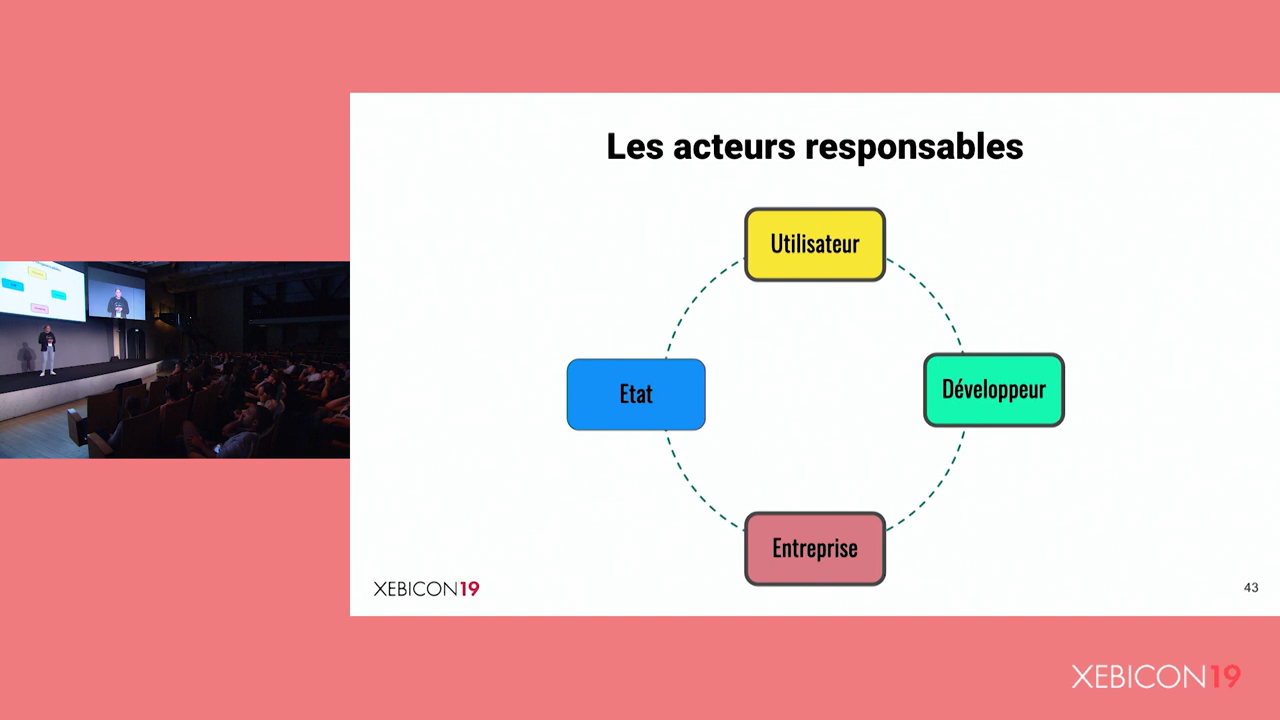 Les acteurs responsables
Utilisateur
Etat
Développeur
Entreprise
XEBICON19
43
XEBICON19